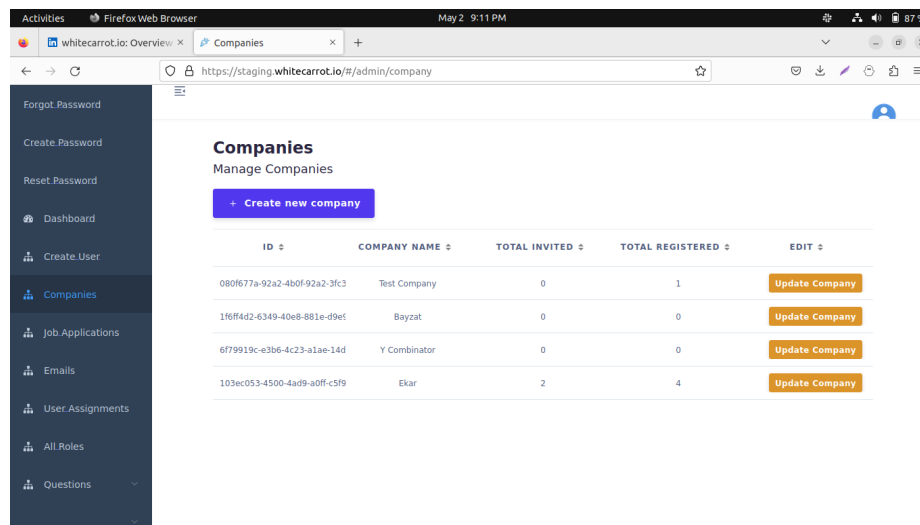 Activities Firefox Web Browser May 2 9:11 PM 87
whitecarrot.io: Overview × Companies × +
https://staging.whitecarrot.io/#/admin/company
Forgot.Password
Create.Password
Reset.Password
Dashboard
Create.User
Companies
Job.Applications
Emails
User.Assignments
All.Roles
Questions
Companies
Manage Companies
+ Create new company
ID COMPANY NAME TOTAL INVITED TOTAL REGISTERED EDIT
080f677a-92a2-4b0f-92a2-3fc3 Test Company 0 1 Update Company
1f6ff4d2-6349-40e8-881e-d9e9 Bayzat 0 0 Update Company
6f79919c-e3b6-4c23-a1ae-14d Y Combinator 0 0 Update Company
103ec053-4500-4ad9-a0ff-c5f9 Ekar 2 4 Update Company